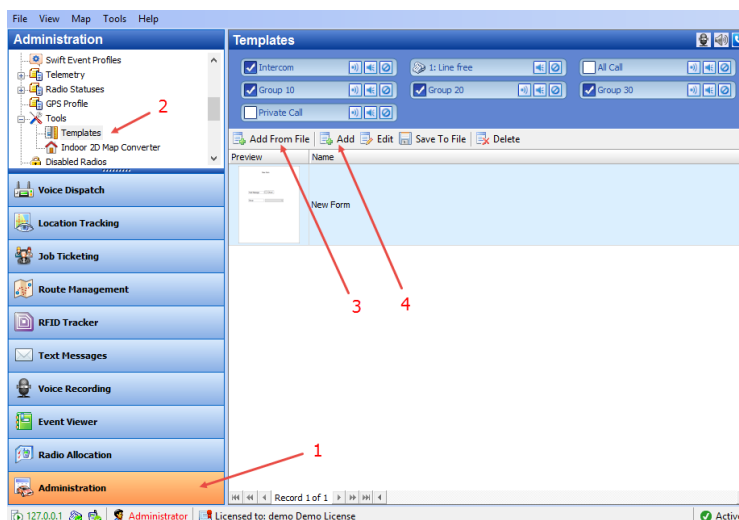 File View Map Tools Help
Administration
Templates
Swift Event Profiles
Telemetry
Radio Statuses
GPS Profile
Tools
Templates
Indoor 2D Map Converter
Disabled Radios
2
Intercom
1: Line free
All Call
Group 10
Group 20
Group 30
Private Call
Add From File Add Edit Save To File Delete
Preview Name
New Form
3
4
Voice Dispatch
Location Tracking
Job Ticketing
Route Management
RFID Tracker
Text Messages
Voice Recording
Event Viewer
Radio Allocation
Administration
1
Record 1 of 1
127.0.0.1 Administrator Licensed to: demo Demo License Active